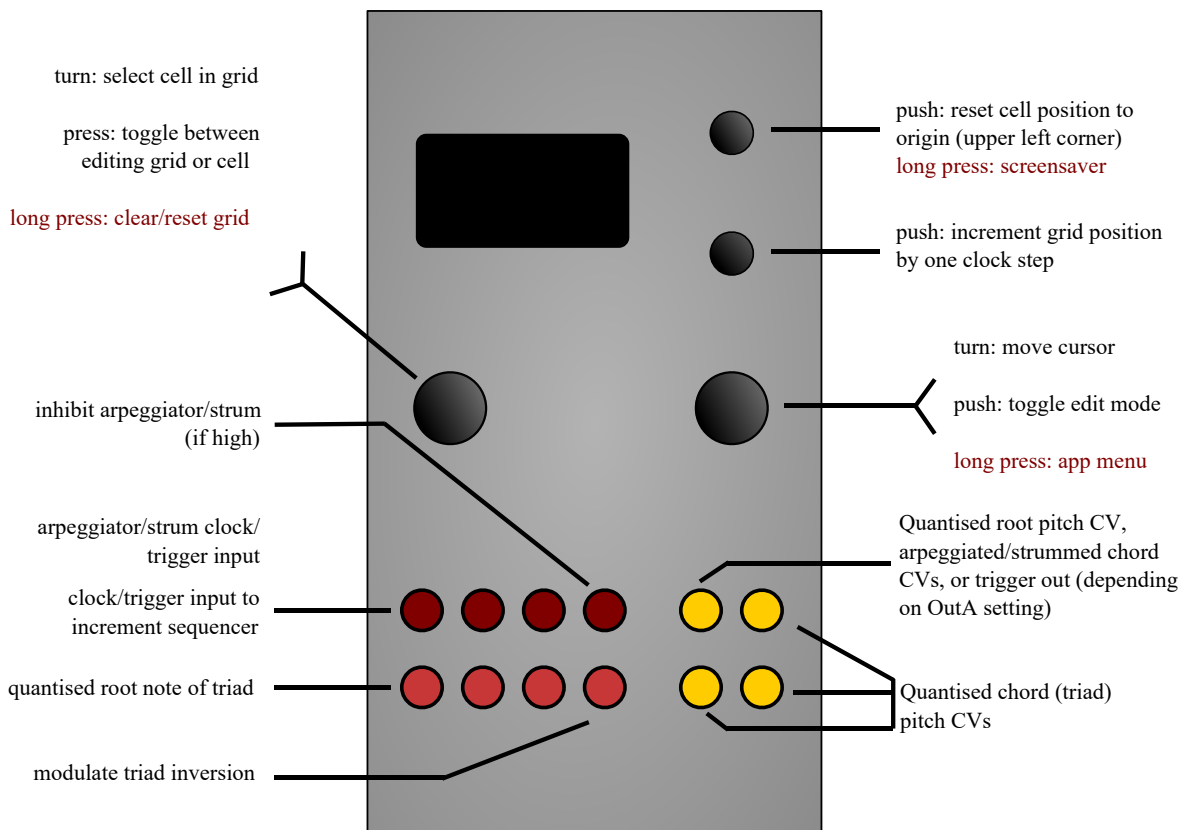 turn: select cell in grid
press: toggle between
editing grid or cell
long press: clear/reset grid
inhibit arpeggiator/strum
(if high)
arpeggiator/strum clock/
trigger input
clock/trigger input to
increment sequencer
quantised root note of triad
modulate triad inversion
push: reset cell position to
origin (upper left corner)
long press: screensaver
push: increment grid position
by one clock step
turn: move cursor
push: toggle edit mode
long press: app menu
Quantised root pitch CV,
arpeggiated/strummed chord
CVs, or trigger out (depending
on OutA setting)
Quantised chord (triad)
pitch CVs